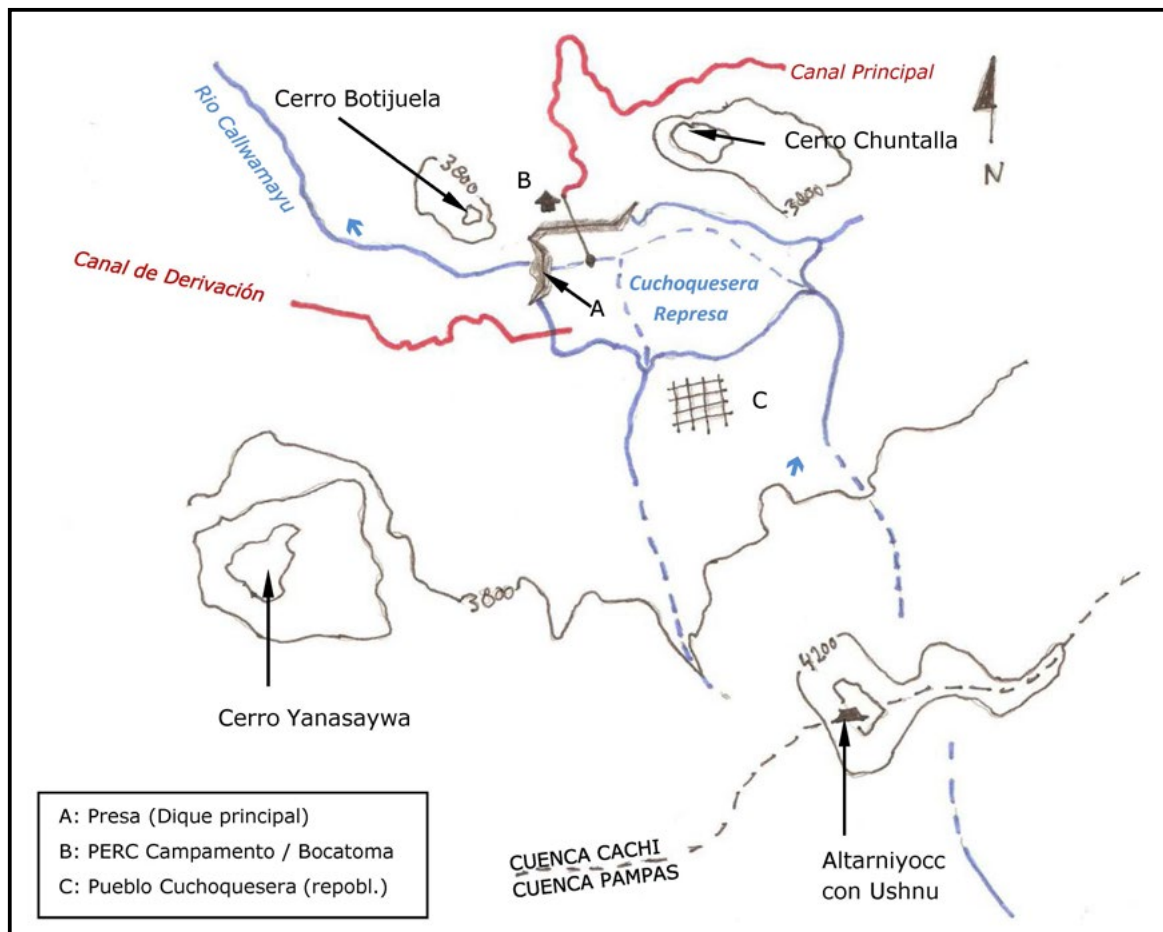 Canal Principal
Rio Callwamayu
Cerro Botijuela
Cerro Chuntalla
3800
3800
N
B
Canal de Derivación
Cuchoquesera
Represa
A
C
3800
4200
Cerro Yanasaywa
A: Presa (Dique principal)
B: PERC Campamento / Bocatoma
C: Pueblo Cuchoquesera (repobl.)
CUENCA CACHI
CUENCA PAMPAS
Altarniyocc
con Ushnu